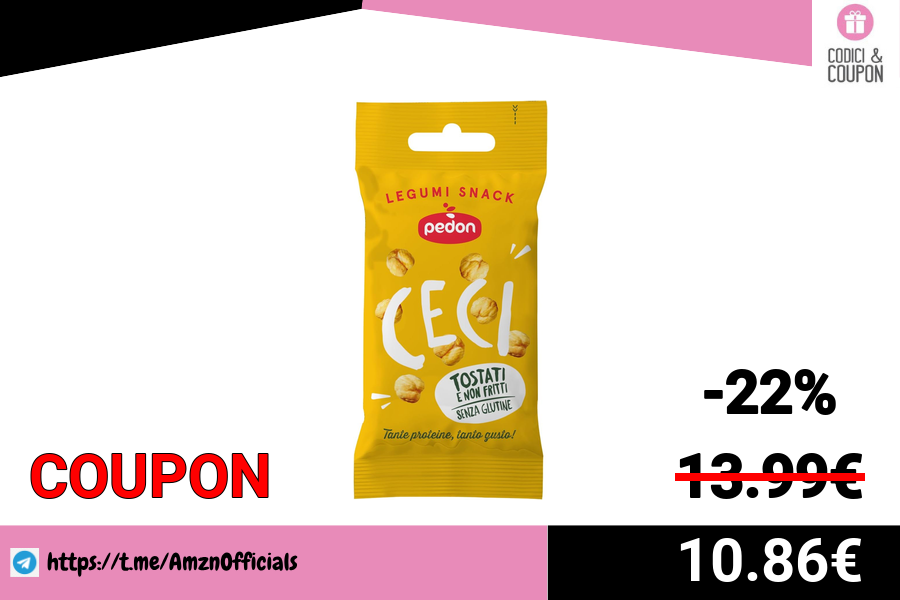 CODICI &
COUPON
LEGUMI SNACK
pedon
CECI
TOSTATI
E NON FRITTI
SENZA GLUTINE
Tante proteine, tanto gusto!
-22%
COUPON
13.99€
https://t.me/AmznOfficials
10.86€